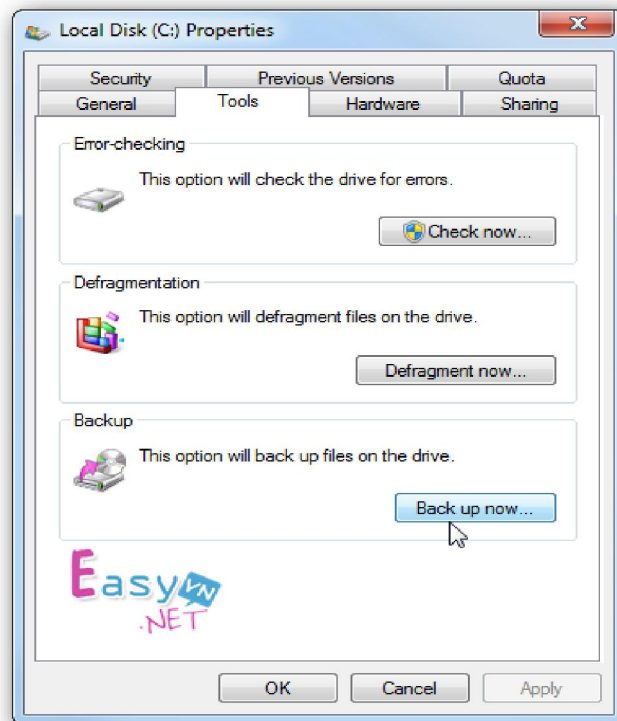 Local Disk (C:) Properties
Security
Previous Versions
Quota
General
Tools
Hardware
Sharing
Error-checking
This option will check the drive for errors.
Check now...
Defragmentation
This option will defragment files on the drive.
Defragment now...
Backup
This option will back up files on the drive.
Back up now...
EasyVN
.NET
OK
Cancel
Apply